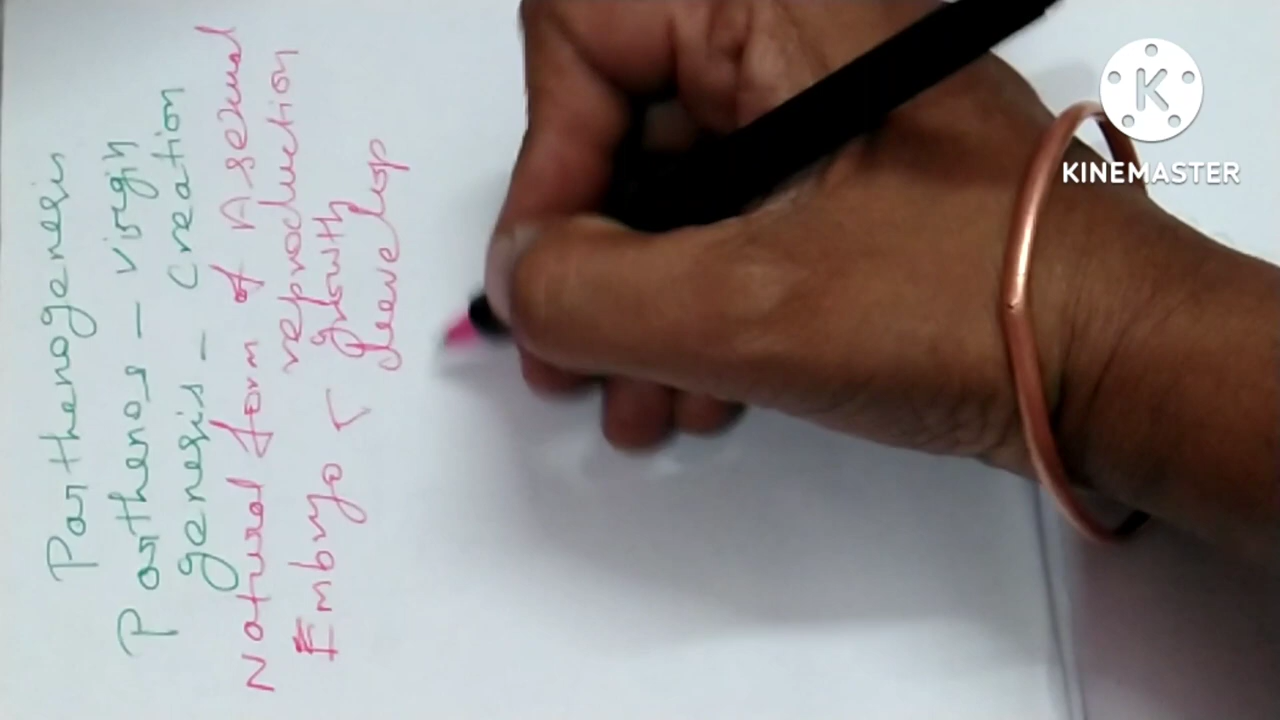 Parthenogenesis
Parthenos - virgin
genesis - creation
Natural form of Asexual
reproduction
Embryo < growth
develop
KINEMASTER